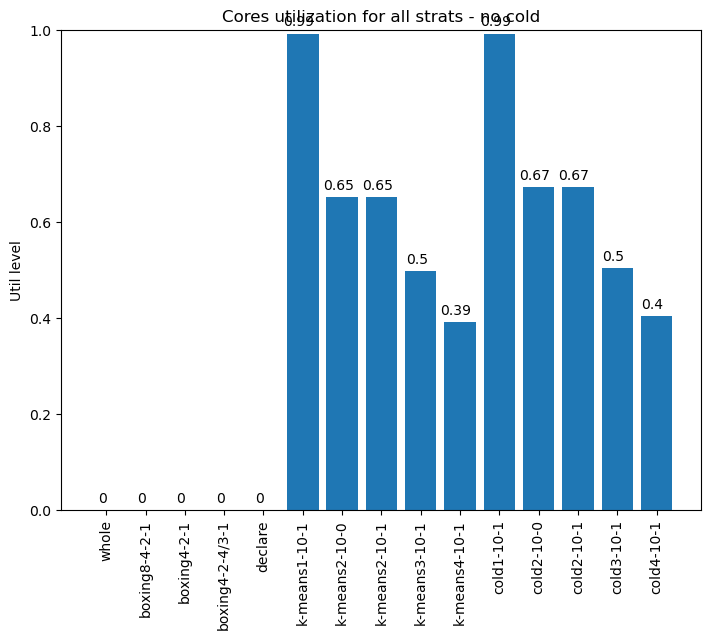 Cores utilization for all strats - no cold
Util level
1.0
0.8
0.6
0.4
0.2
0.0
0
0
0
0
0
0.99
0.65
0.65
0.5
0.39
0.99
0.67
0.67
0.5
0.4
whole
boxing8-4-2-1
boxing4-2-1
boxing4-2-4/3-1
declare
k-means1-10-1
k-means2-10-0
k-means2-10-1
k-means3-10-1
k-means4-10-1
cold1-10-1
cold2-10-0
cold2-10-1
cold3-10-1
cold4-10-1